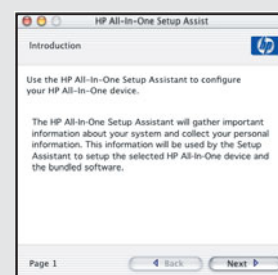 HP All-In-One Setup Assist
Introduction
hp
Use the HP All-In-One Setup Assistant to configure
your HP All-In-One device.
The HP All-In-One Setup Assistant will gather important
information about your system and collect your personal
information. This information will be used by the Setup
Assistant to setup the selected HP All-In-One device and
the bundled software.
Page 1
Back
Next